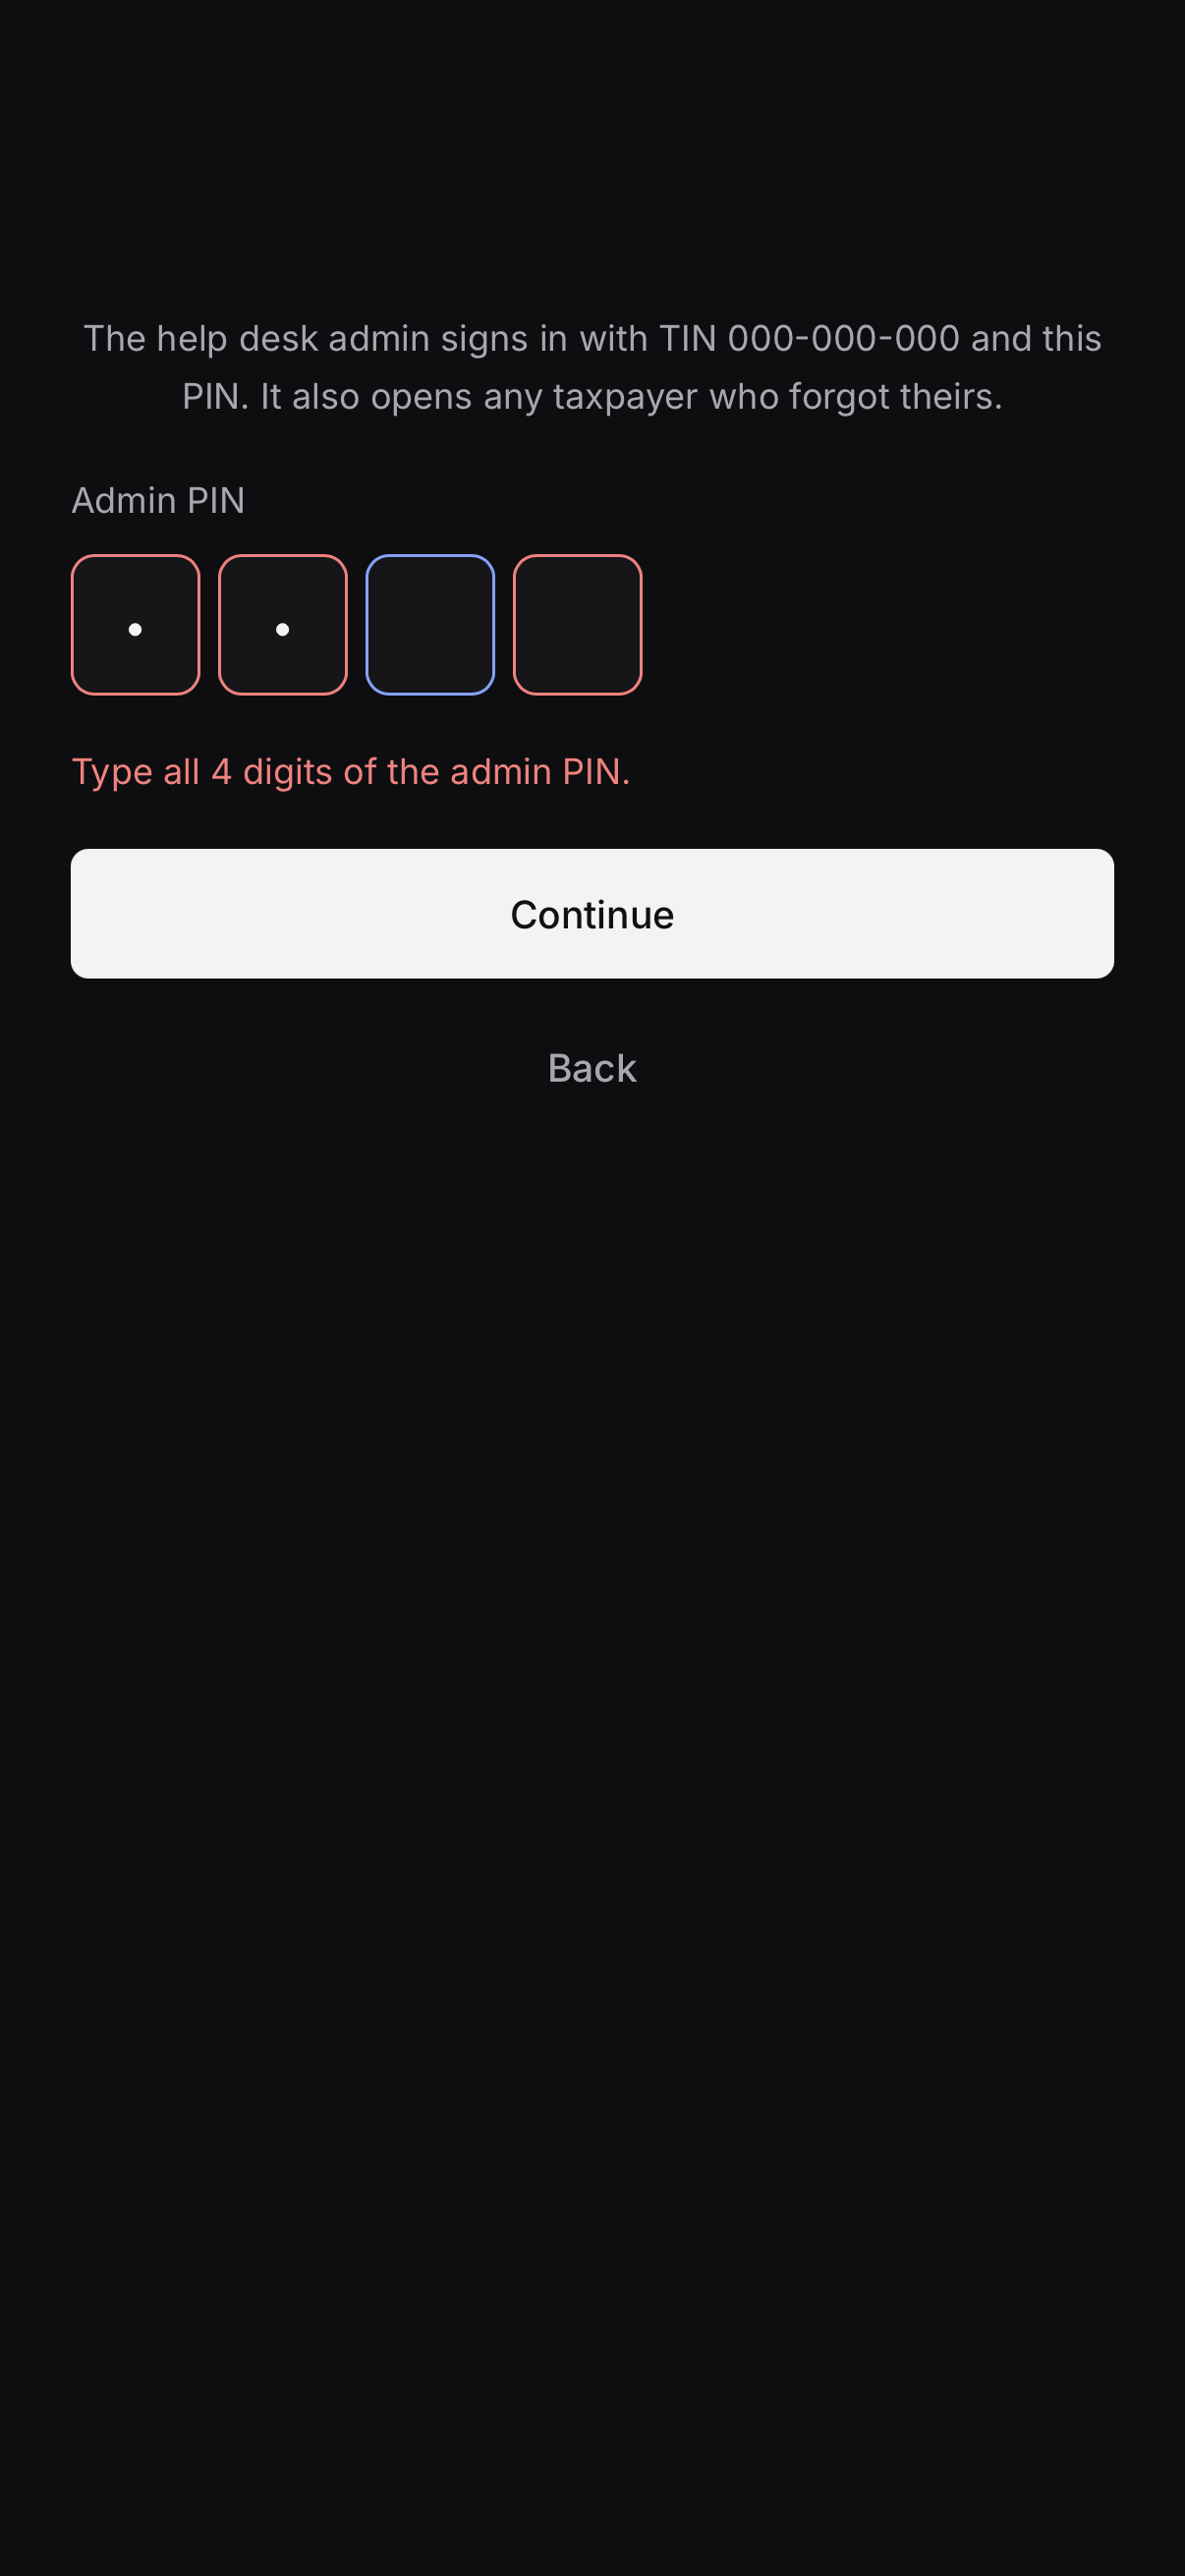 The help desk admin signs in with TIN 000-000-000 and this
PIN. It also opens any taxpayer who forgot theirs.
Admin PIN
Type all 4 digits of the admin PIN.
Continue
Back